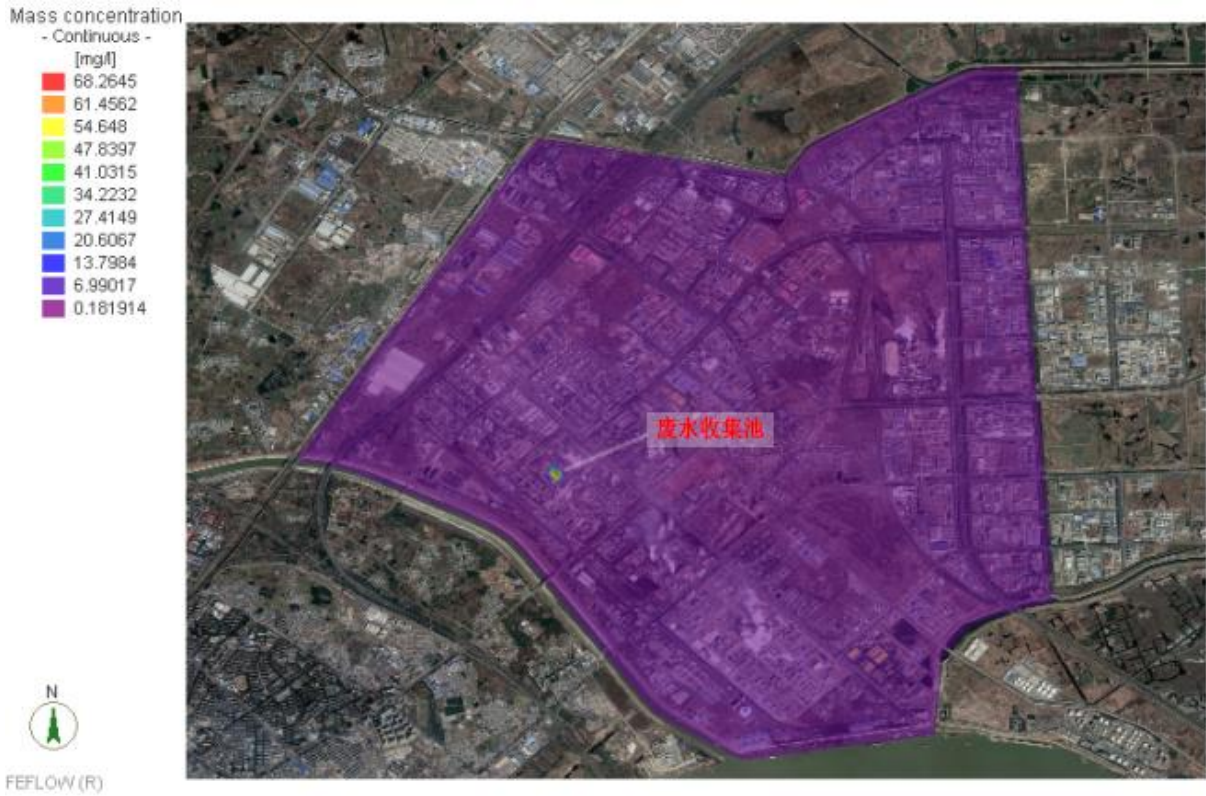 Mass concentration
- Continuous -
[mg/l]
68.2645
61.4562
54.648
47.8397
41.0315
34.2232
27.4149
20.6067
13.7984
6.99017
0.181914
废水收集池
N
FEFLOW (R)